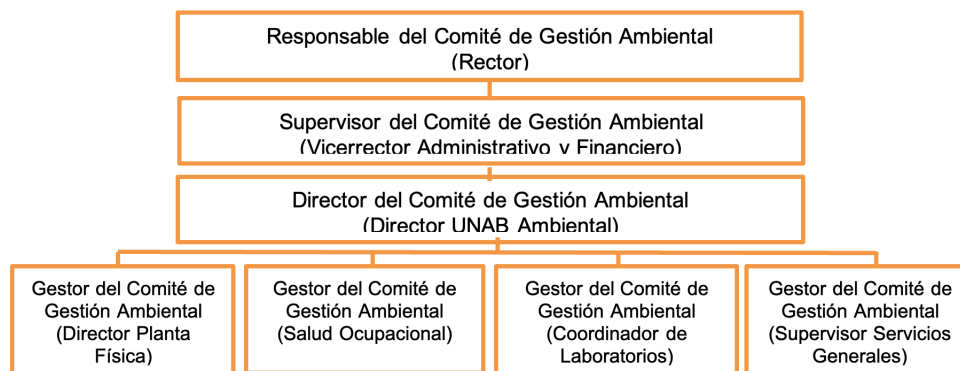 Responsable del Comité de Gestión Ambiental
(Rector)
Supervisor del Comité de Gestión Ambiental
(Vicerrector Administrativo y Financiero)
Director del Comité de Gestión Ambiental
(Director UNAB Ambiental)
Gestor del Comité de
Gestión Ambiental
(Director Planta
Física)
Gestor del Comité de
Gestión Ambiental
(Salud Ocupacional)
Gestor del Comité de
Gestión Ambiental
(Coordinador de
Laboratorios)
Gestor del Comité de
Gestión Ambiental
(Supervisor Servicios
Generales)